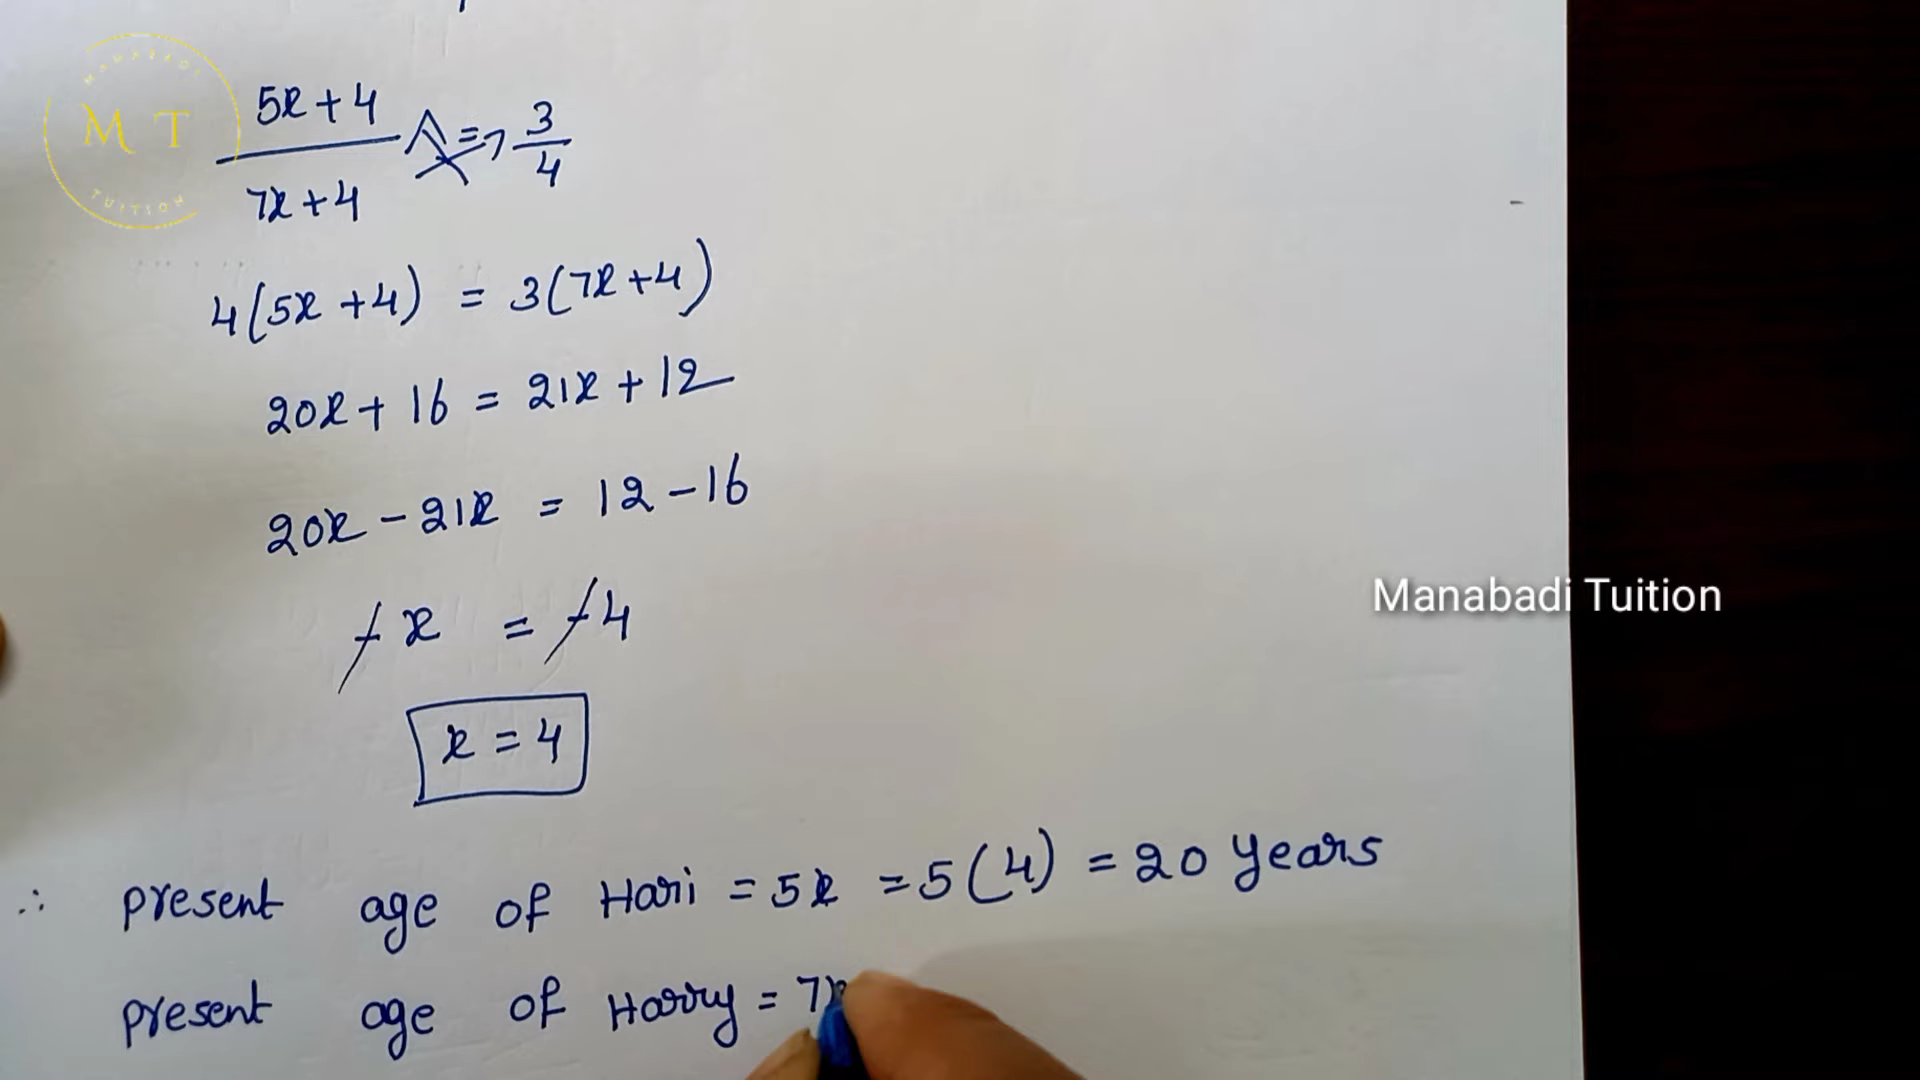 MANABADI
M T
TUITION
5x+4
7x+4
= 3/4
4(5x+4) = 3(7x+4)
20x+16 = 21x+12
20x-21x = 12-16
-x = -4
x = 4
Manabadi Tuition
∴ present age of Hari = 5x = 5(4) = 20 years
present age of Harry = 7x